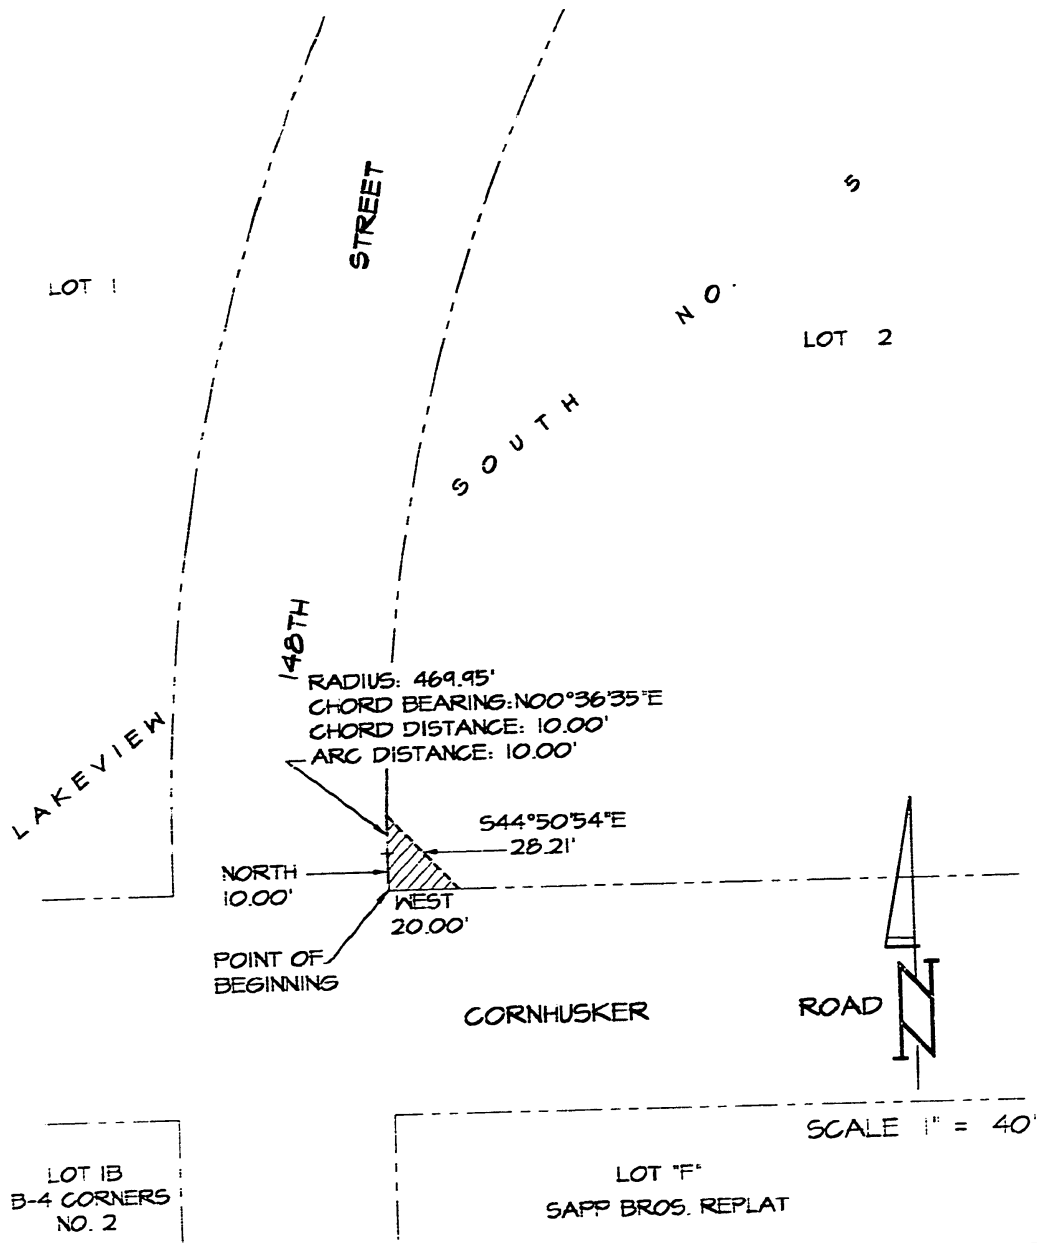 STREET
5
LOT 1
NO.
LOT 2
SOUTH
148TH
RADIUS: 469.95'
CHORD BEARING:N00°36'35"E
CHORD DISTANCE: 10.00'
ARC DISTANCE: 10.00'
LAKEVIEW
S44°50'54"E
28.21'
NORTH
10.00'
WEST
20.00'
POINT OF
BEGINNING
CORNHUSKER ROAD
N
SCALE 1" = 40'
LOT 1B
B-4 CORNERS
NO. 2
LOT "F"
SAPP BROS. REPLAT